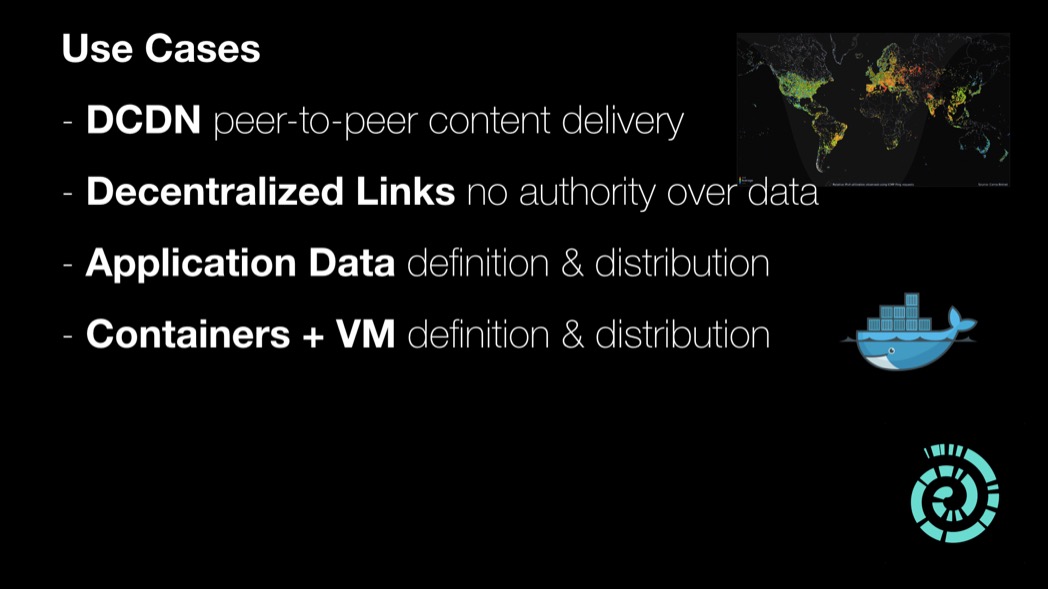 Use Cases
- DCDN peer-to-peer content delivery
- Decentralized Links no authority over data
- Application Data definition & distribution
- Containers + VM definition & distribution